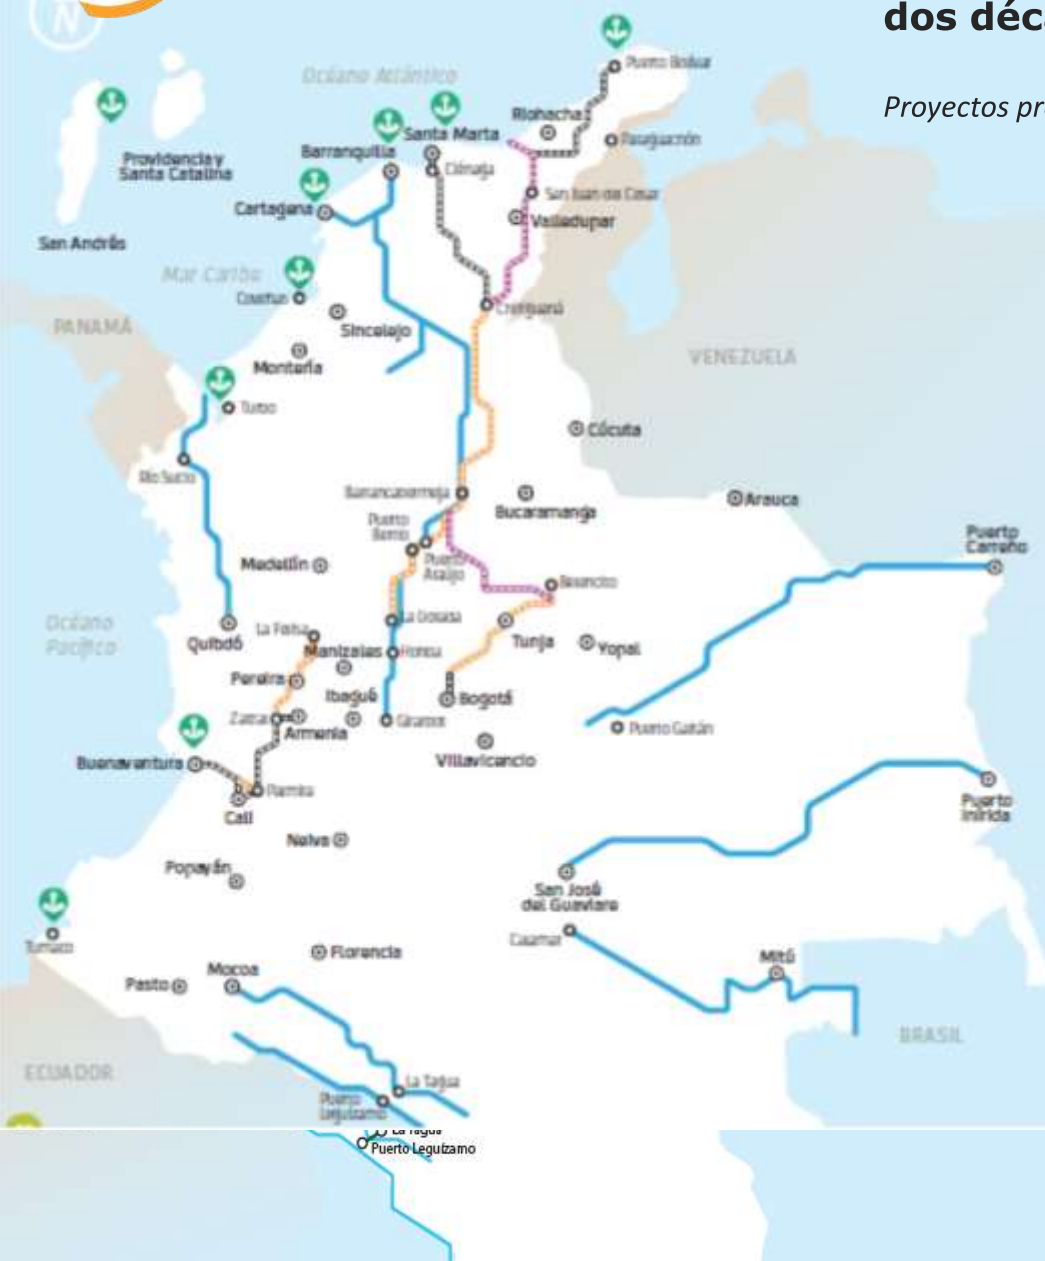 N
dos déc
Proyectos pr
Océano Atlántico
Puerto Bolívar
Riohacha
Santa Marta
Barranquilla
Paraguachón
Ciénaga
Providencia y
Santa Catalina
Cartagena
San Juan del Cesar
Valledupar
San Andrés
Mar Caribe
Coveñas
Chiriguaná
PANAMÁ
Sincelejo
VENEZUELA
Montería
Turbo
Cúcuta
Río Sucio
Barrancabermeja
Bucaramanga
Arauca
Puerto
Berrío
Puerto
Carreño
Medellín
Puerto
Araújo
Belencito
Océano
Pacífico
La Dorada
La Felisa
Quibdó
Tunja
Yopal
Manizales
Honda
Pereira
Ibagué
Bogotá
Zarzal
Girardot
Armenia
Puerto Gaitán
Buenaventura
Villavicencio
Palmira
Puerto
Inírida
Cali
Neiva
Popayán
San José
del Guaviare
Tumaco
Calamar
Florencia
Mitú
Mocoa
Pasto
BRASIL
ECUADOR
La Tagua
Puerto
Leguízamo
La Tagua
Puerto Leguízamo